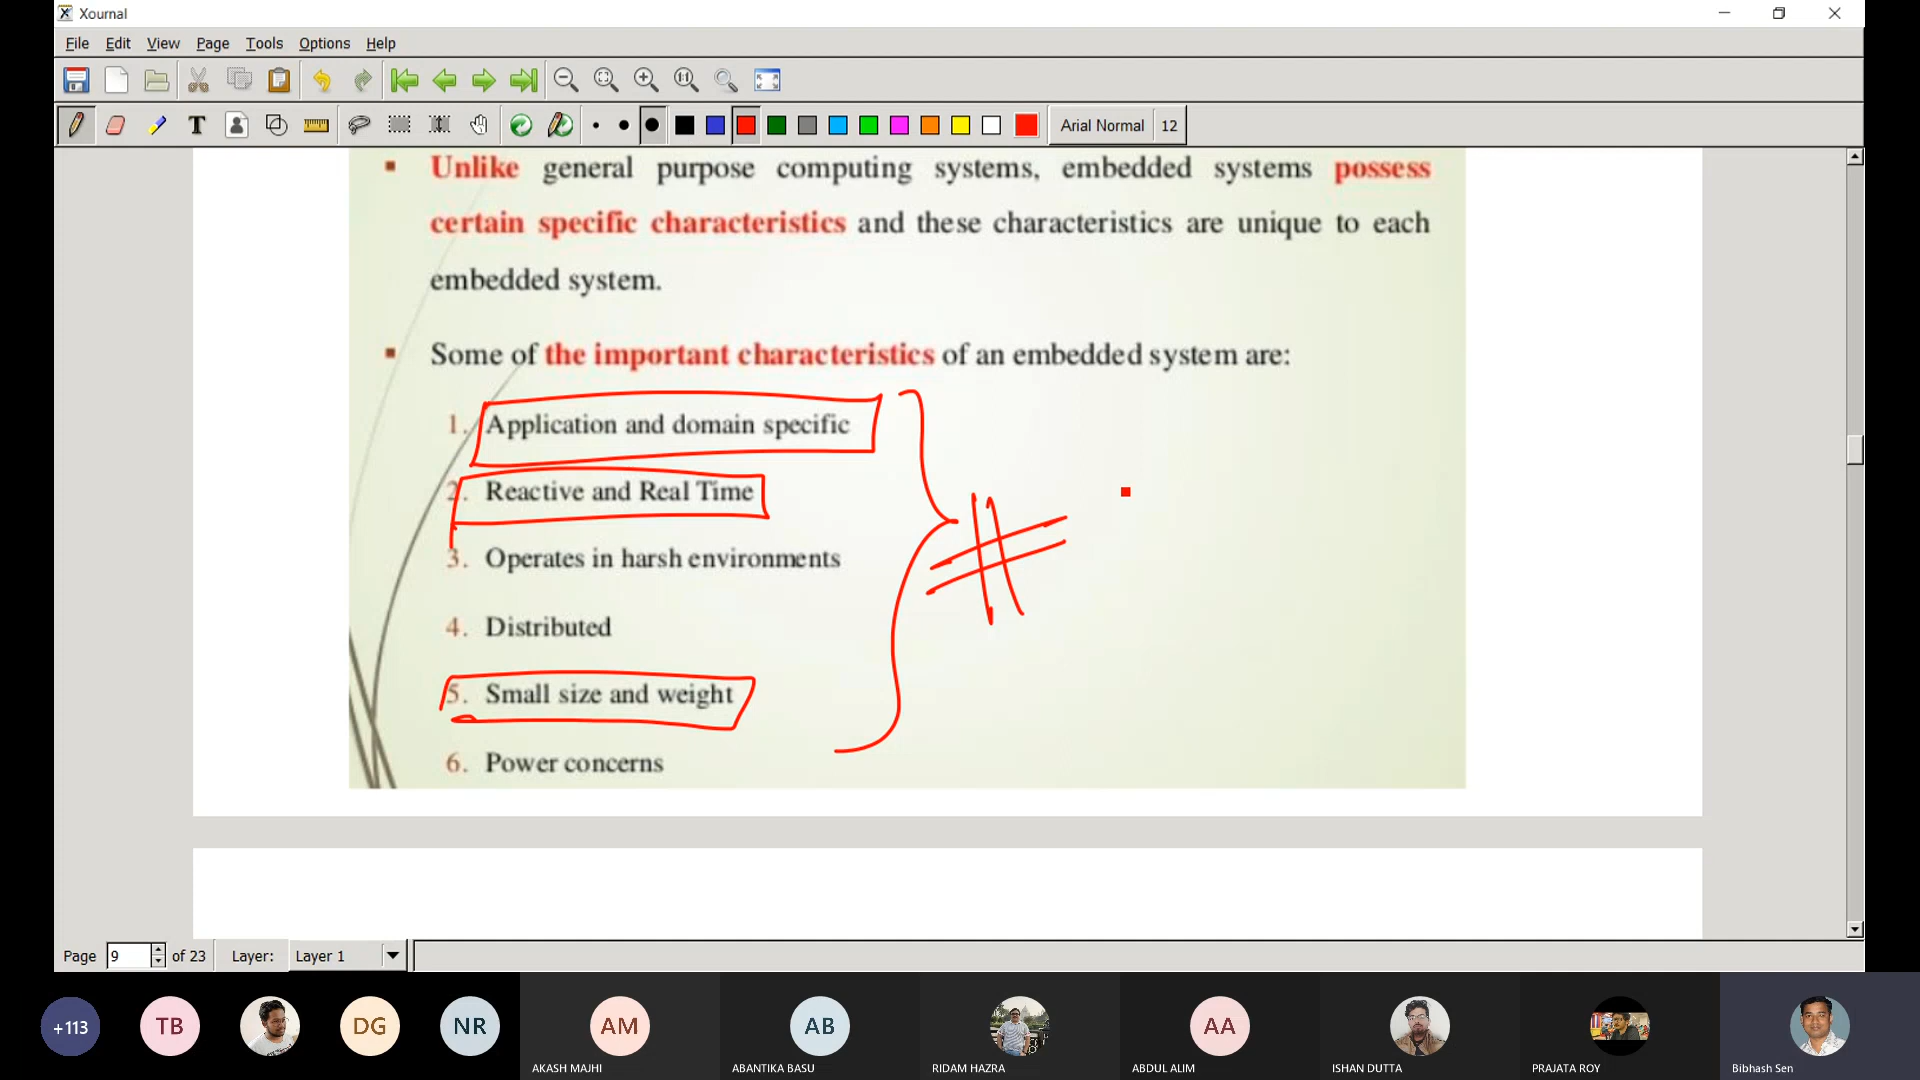 Xournal
File Edit View Page Tools Options Help
T Arial Normal 12
Unlike general purpose computing systems, embedded systems possess
certain specific characteristics and these characteristics are unique to each
embedded system.
Some of the important characteristics of an embedded system are:
1. Application and domain specific
2. Reactive and Real Time
3. Operates in harsh environments
4. Distributed
5. Small size and weight
6. Power concerns
#
Page 9 of 23 Layer: Layer 1
+113 TB DG NR AM AB AA
AKASH MAJHI ABANTIKA BASU RIDAM HAZRA ABDUL ALIM ISHAN DUTTA PRAJATA ROY Bibhash Sen